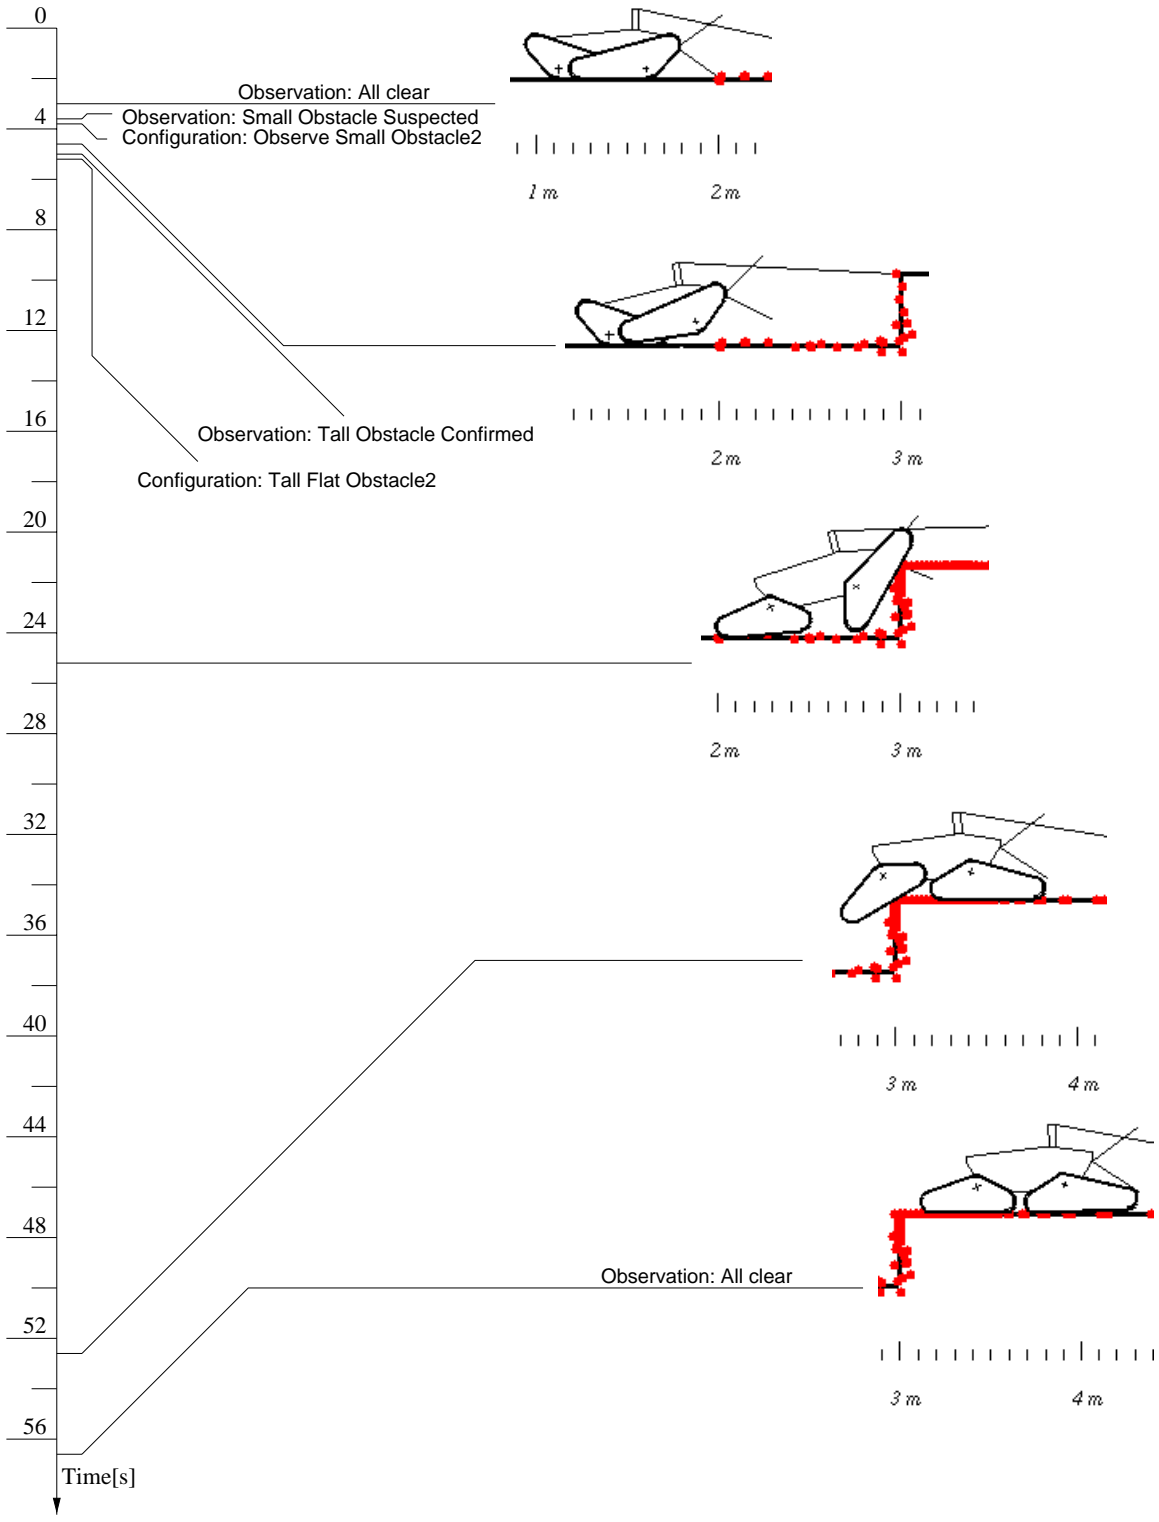 0
Observation: All clear
Observation: Small Obstacle Suspected
4
Configuration: Observe Small Obstacle2
1 m 2 m
8
12
16
Observation: Tall Obstacle Confirmed
2 m 3 m
Configuration: Tall Flat Obstacle2
20
24
28
2 m 3 m
32
36
40
3 m 4 m
44
48
Observation: All clear
52
3 m 4 m
56
Time[s]